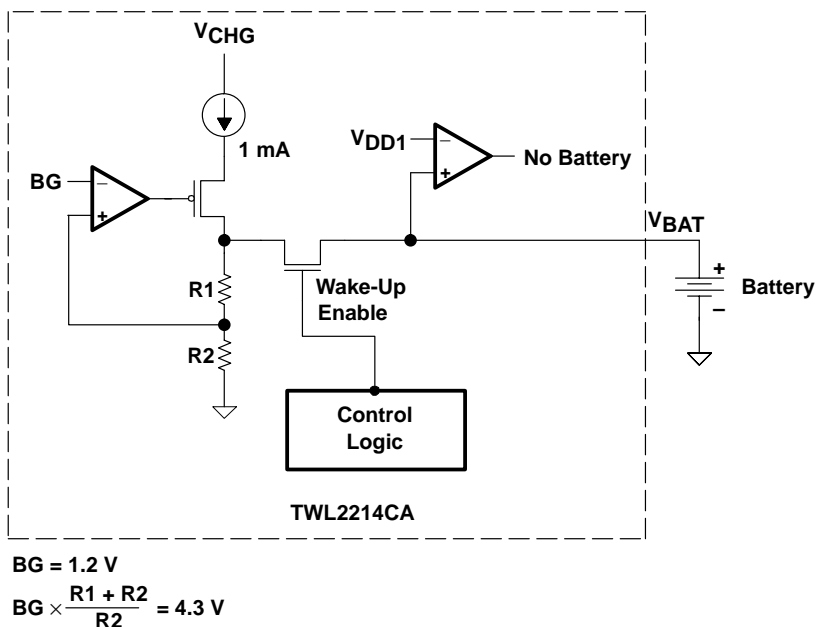 VCHG
1 mA
BG
−
+
VDD1
−
+
No Battery
VBAT
R1
R2
Wake-Up
Enable
+
−
Battery
Control
Logic
TWL2214CA
BG = 1.2 V
BG × (R1 + R2)/R2 = 4.3 V